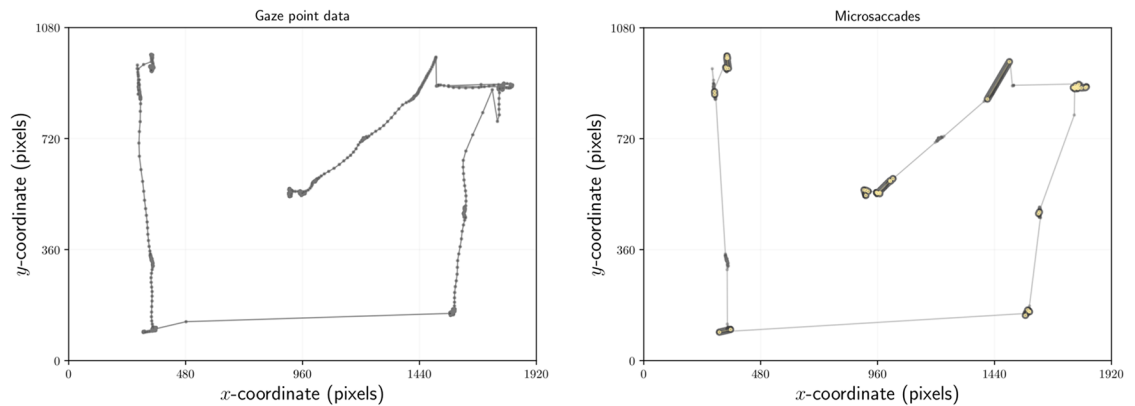 Gaze point data
1080
720
360
0
0 480 960 1440 1920
x-coordinate (pixels)
y-coordinate (pixels)
Microsaccades
1080
720
360
0
0 480 960 1440 1920
x-coordinate (pixels)
y-coordinate (pixels)